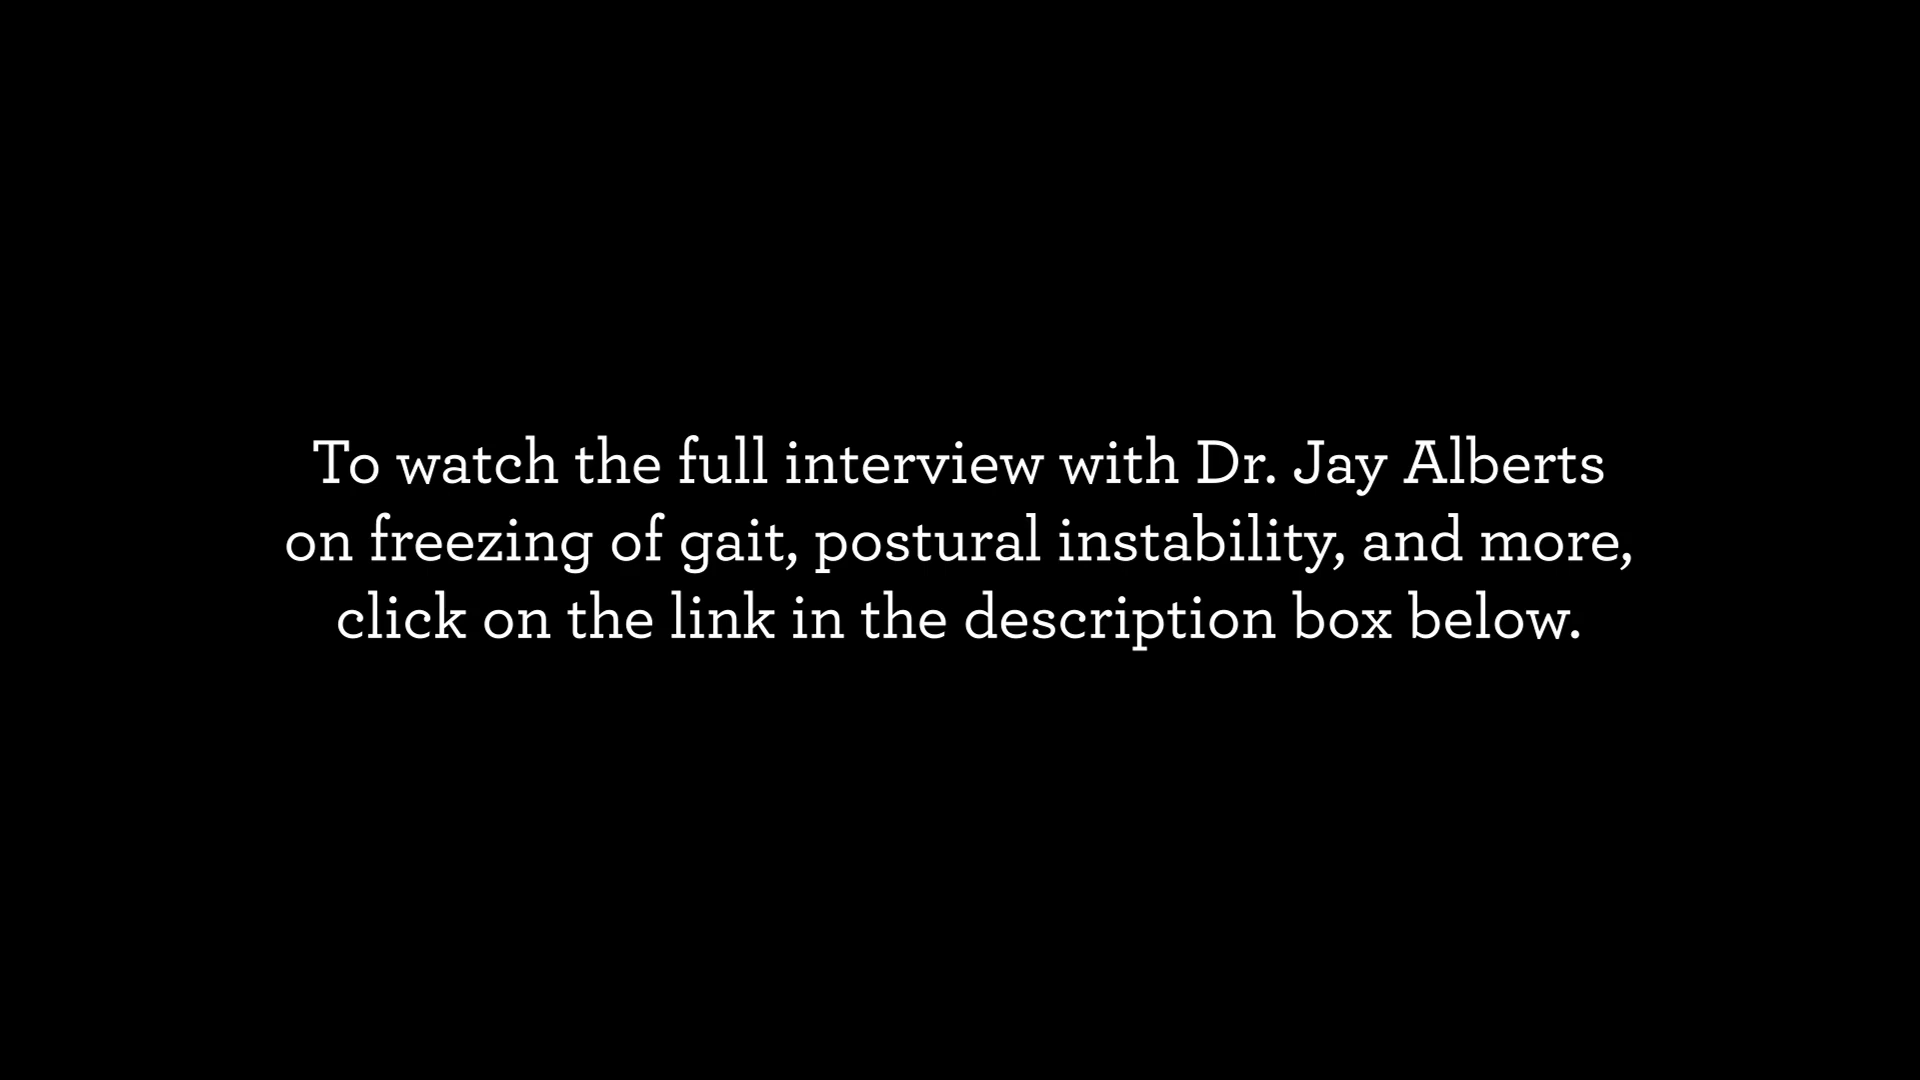 To watch the full interview with Dr. Jay Alberts
on freezing of gait, postural instability, and more,
click on the link in the description box below.